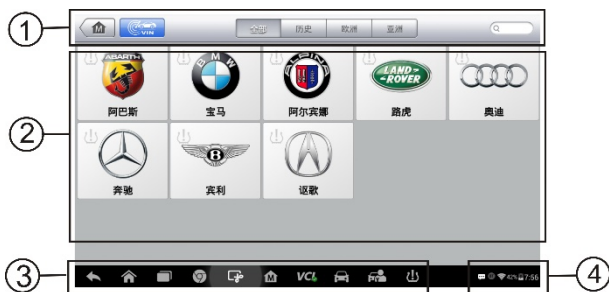 ①
VIN
全部 历史 欧洲 亚洲
②
ABARTH
BMW
ALPINA
LAND-ROVER
阿巴斯 宝马 阿尔宾娜 路虎 奥迪
B
奔驰 宾利 讴歌
③
M VCI
42% 7:56
④